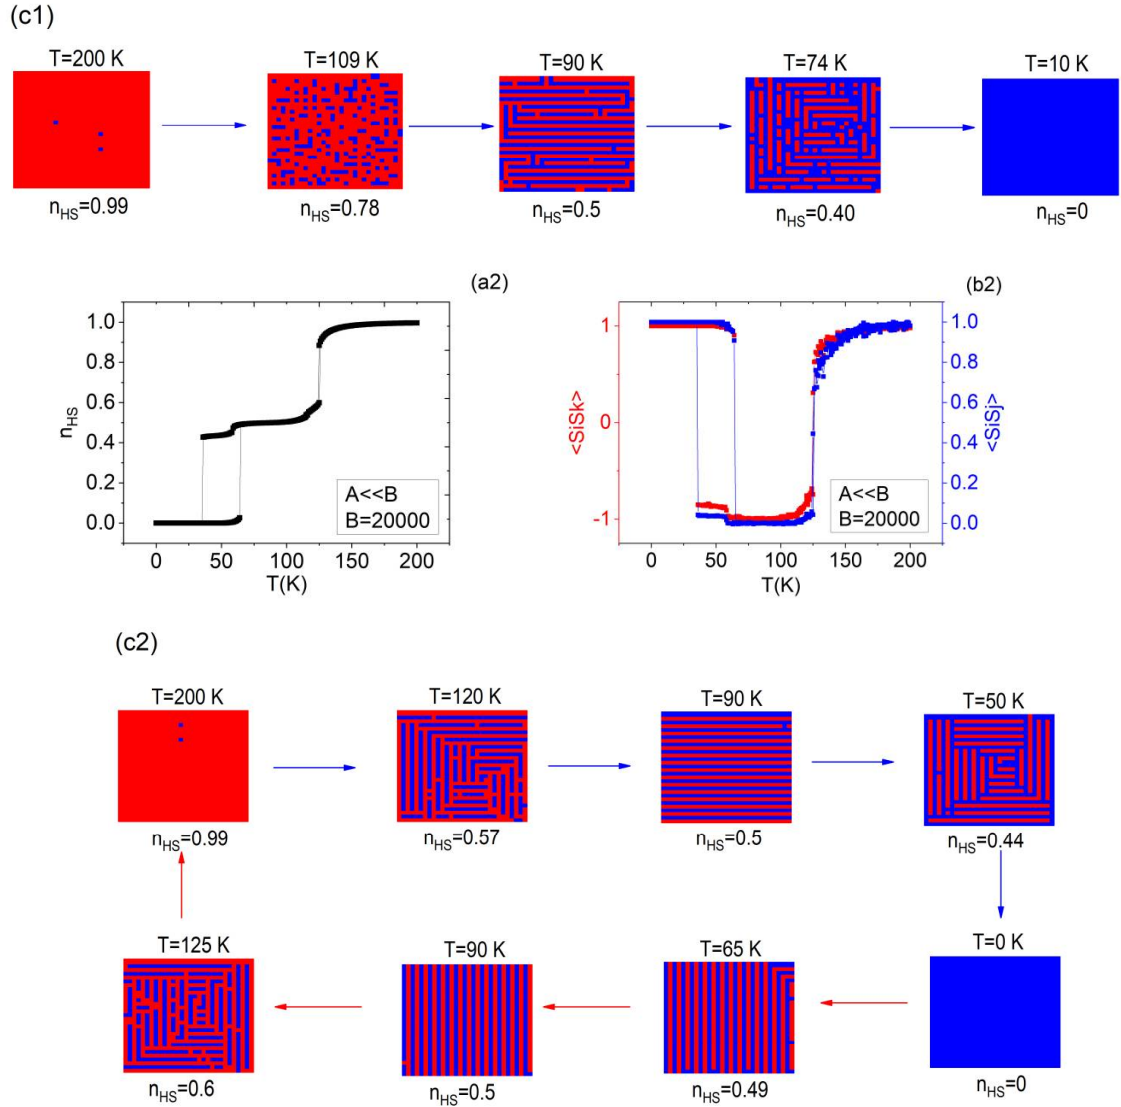 (c1)
T=200 K T=109 K T=90 K T=74 K T=10 K
nHS=0.99 nHS=0.78 nHS=0.5 nHS=0.40 nHS=0
(a2)
1.0
0.8
0.6
0.4
0.2
0.0
nHS
A<<B
B=20000
0 50 100 150 200
T(K)
(b2)
1
0
-1
<SiSk>
1.0
0.8
0.6
0.4
0.2
0.0
<SiSj>
A<<B
B=20000
0 50 100 150 200
T(K)
(c2)
T=200 K T=120 K T=90 K T=50 K
nHS=0.99 nHS=0.57 nHS=0.5 nHS=0.44
T=125 K T=90 K T=65 K T=0 K
nHS=0.6 nHS=0.5 nHS=0.49 nHS=0